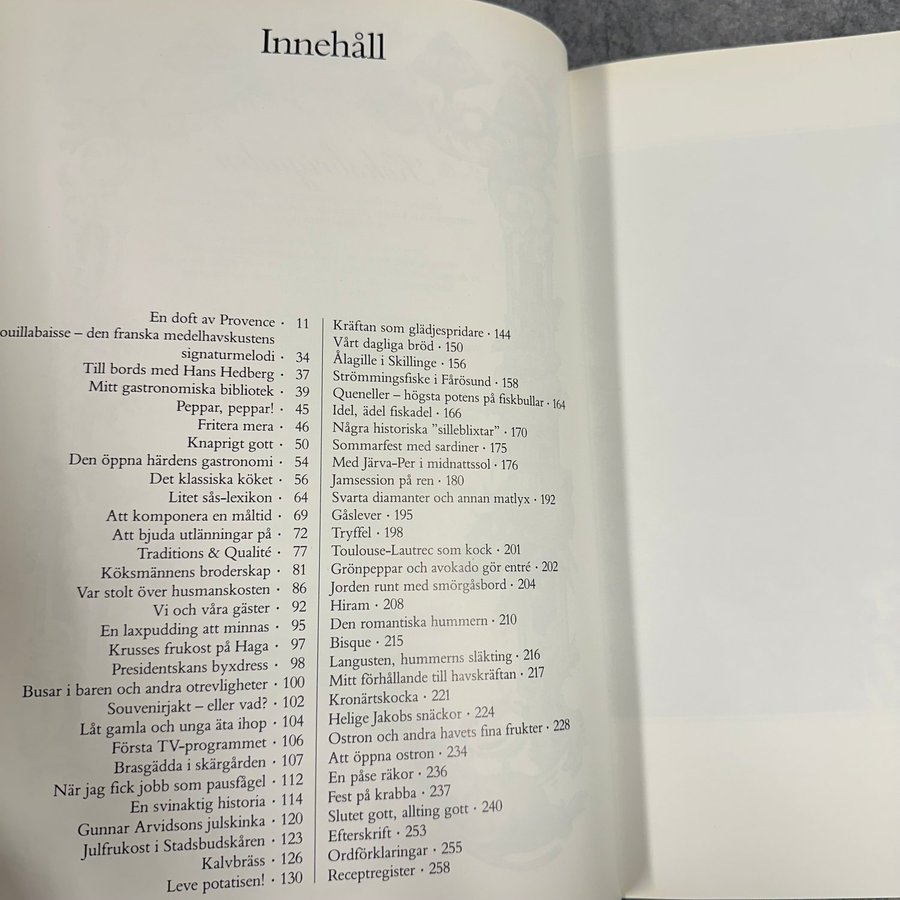 Innehåll
En doft av Provence · 11
ouillabaisse – den franska medelhavskustens
signaturmelodi · 34
Till bords med Hans Hedberg · 37
Mitt gastronomiska bibliotek · 39
Peppar, peppar! · 45
Fritera mera · 46
Knaprigt gott · 50
Den öppna härdens gastronomi · 54
Det klassiska köket · 56
Litet sås-lexikon · 64
Att komponera en måltid · 69
Att bjuda utlänningar på · 72
Traditions & Qualité · 77
Köksmännens broderskap · 81
Var stolt över husmanskosten · 86
Vi och våra gäster · 92
En laxpudding att minnas · 95
Krusses frukost på Haga · 97
Presidentskans byxdress · 98
Busar i baren och andra otrevligheter · 100
Souvenirjakt – eller vad? · 102
Låt gamla och unga äta ihop · 104
Första TV-programmet · 106
Brasgädda i skärgården · 107
När jag fick jobb som pausfågel · 112
En svinaktig historia · 114
Gunnar Arvidsons julskinka · 120
Julfrukost i Stadsbudskåren · 123
Kalvbräss · 126
Leve potatisen! · 130
Kräftan som glädjespridare · 144
Vårt dagliga bröd · 150
Ålagille i Skillinge · 156
Strömmingsfiske i Fårösund · 158
Queneller – högsta potens på fiskbullar · 164
Idel, ädel fiskadel · 166
Några historiska ”silleblixtar” · 170
Sommarfest med sardiner · 175
Med Järva-Per i midnattssol · 176
Jamsession på ren · 180
Svarta diamanter och annan matlyx · 192
Gåslever · 195
Tryffel · 198
Toulouse-Lautrec som kock · 201
Grönpeppar och avokado gör entré · 202
Jorden runt med smörgåsbord · 204
Hiram · 208
Den romantiska hummern · 210
Bisque · 215
Langusten, hummerns släkting · 216
Mitt förhållande till havskräftan · 217
Kronärtskocka · 221
Helige Jakobs snäckor · 224
Ostron och andra havets fina frukter · 228
Att öppna ostron · 234
En påse räkor · 236
Fest på krabba · 237
Slutet gott, allting gott · 240
Efterskrift · 253
Ordförklaringar · 255
Receptregister · 258